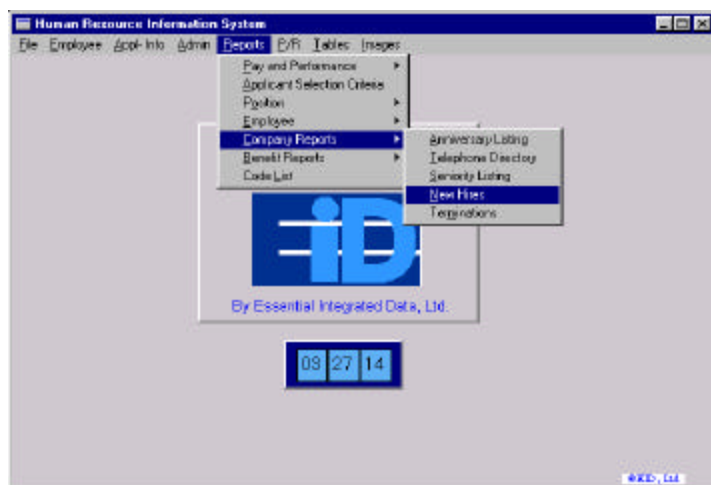 Human Resource Information System
File Employee Appl- Info Admin Reports P/R Tables Images
Pay and Performance
Applicant Selection Criteria
Position
Employee
Company Reports
Benefit Reports
Code List
Anniversary Listing
Telephone Directory
Seniority Listing
New Hires
Terminations
iD
By Essential Integrated Data, Ltd.
03 27 14